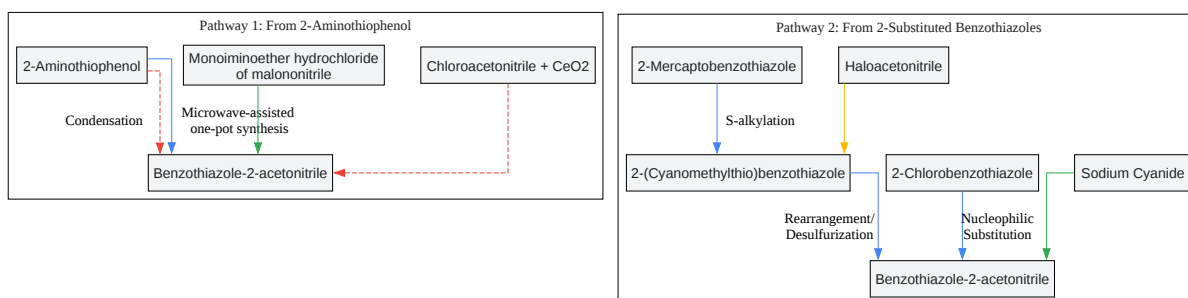 Pathway 1: From 2-Aminothiophenol
2-Aminothiophenol
Monoiminoether hydrochloride
of malononitrile
Chloroacetonitrile + CeO2
Condensation
Microwave-assisted
one-pot synthesis
Benzothiazole-2-acetonitrile
Pathway 2: From 2-Substituted Benzothiazoles
2-Mercaptobenzothiazole
Haloacetonitrile
S-alkylation
2-(Cyanomethylthio)benzothiazole
2-Chlorobenzothiazole
Sodium Cyanide
Rearrangement/
Desulfurization
Nucleophilic
Substitution
Benzothiazole-2-acetonitrile